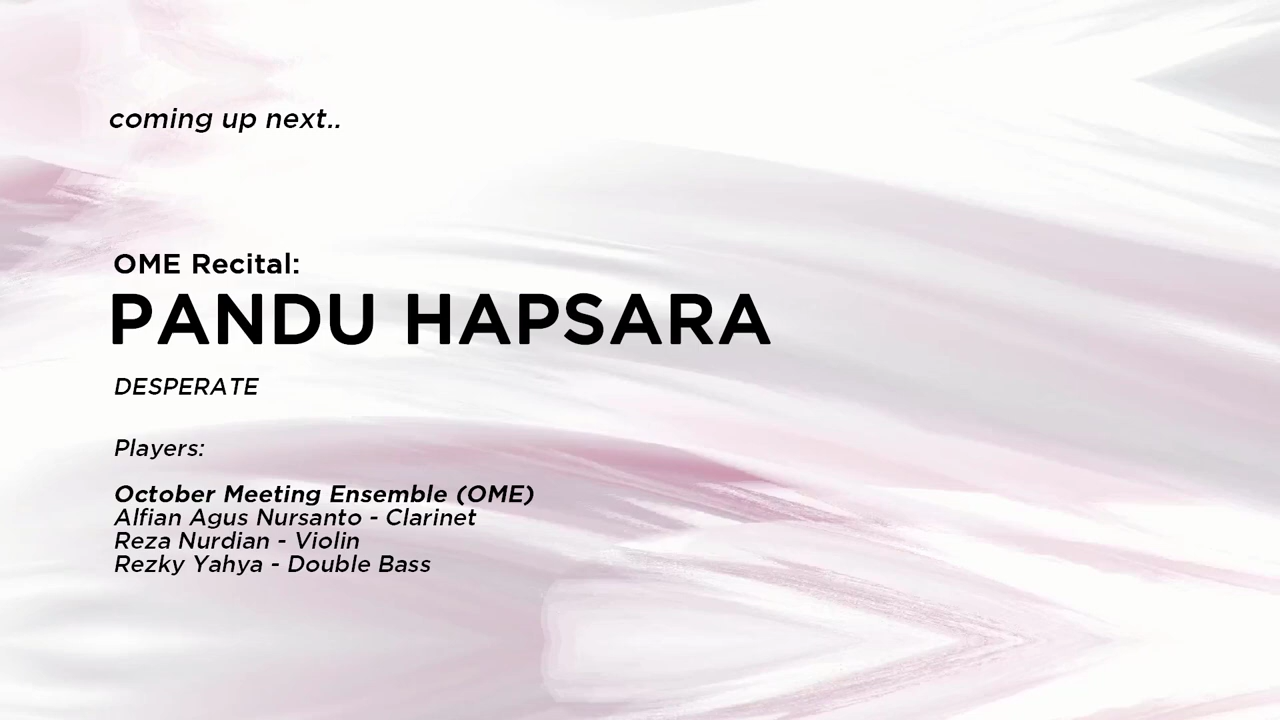 coming up next..
OME Recital:
PANDU HAPSARA
DESPERATE
Players:
October Meeting Ensemble (OME)
Alfian Agus Nursanto - Clarinet
Reza Nurdian - Violin
Rezky Yahya - Double Bass